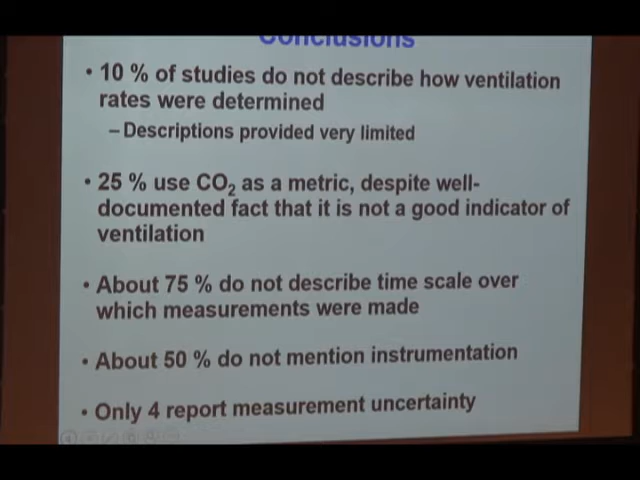 Conclusions
• 10 % of studies do not describe how ventilation
rates were determined
– Descriptions provided very limited
• 25 % use CO₂ as a metric, despite well-
documented fact that it is not a good indicator of
ventilation
• About 75 % do not describe time scale over
which measurements were made
• About 50 % do not mention instrumentation
• Only 4 report measurement uncertainty